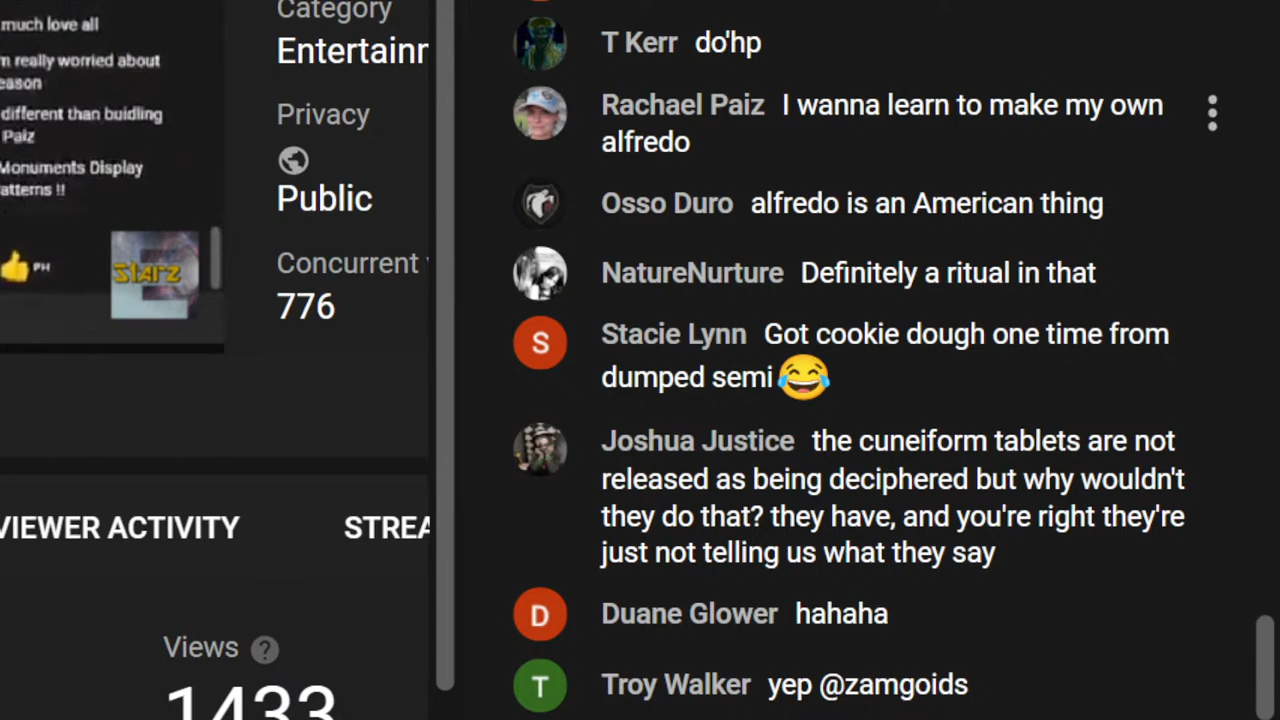 much love all
m really worried about
eason
different than buidling
Paiz
Monuments Display
atterns !!
PH
Starz
Category
Entertainm
Privacy
Public
Concurrent
776
VIEWER ACTIVITY
STREA
Views ?
1433
T Kerr do'hp
Rachael Paiz I wanna learn to make my own
alfredo
Osso Duro alfredo is an American thing
NatureNurture Definitely a ritual in that
S Stacie Lynn Got cookie dough one time from
dumped semi😂
Joshua Justice the cuneiform tablets are not
released as being deciphered but why wouldn't
they do that? they have, and you're right they're
just not telling us what they say
D Duane Glower hahaha
T Troy Walker yep @zamgoids